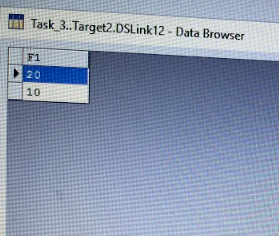 Task_3..Target2.DSLink12 - Data Browser
F1
20
10